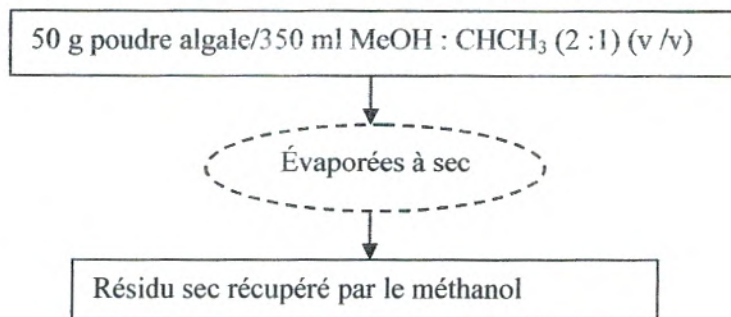 50 g poudre algale/350 ml MeOH : CHCH₃ (2 :1) (v /v)
Évaporées à sec
Résidu sec récupéré par le méthanol